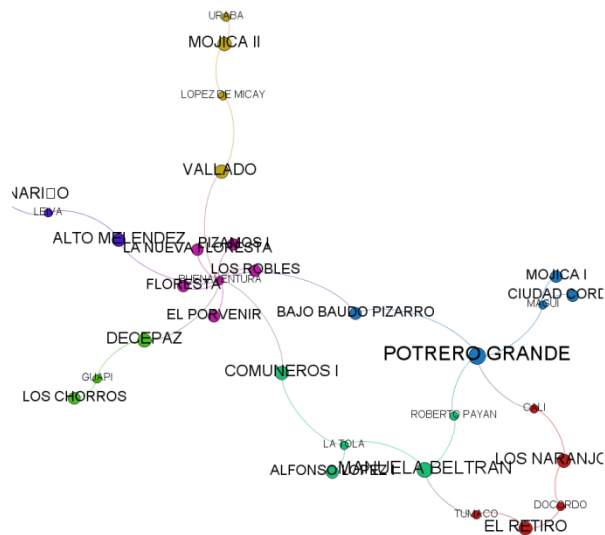 URABA
MOJICA II
LOPEZ DE MICAY
VALLADO
NARI□O
LEIVA
ALTO MELENDEZ
PIZAMOS I
LA NUEVA FLORESTA
LOS ROBLES
BUENAVENTURA
FLORESTA
MOJICA I
CIUDAD CORD
MAGUI
EL PORVENIR
BAJO BAUDO PIZARRO
DECEPAZ
POTRERO GRANDE
COMUNEROS I
GUAPI
LOS CHORROS
CALI
ROBERTO PAYAN
LA TOLA
LOS NARANJO
MANUELA BELTRAN
ALFONSO LOPEZ I
DOCORDO
TUMACO
EL RETIRO